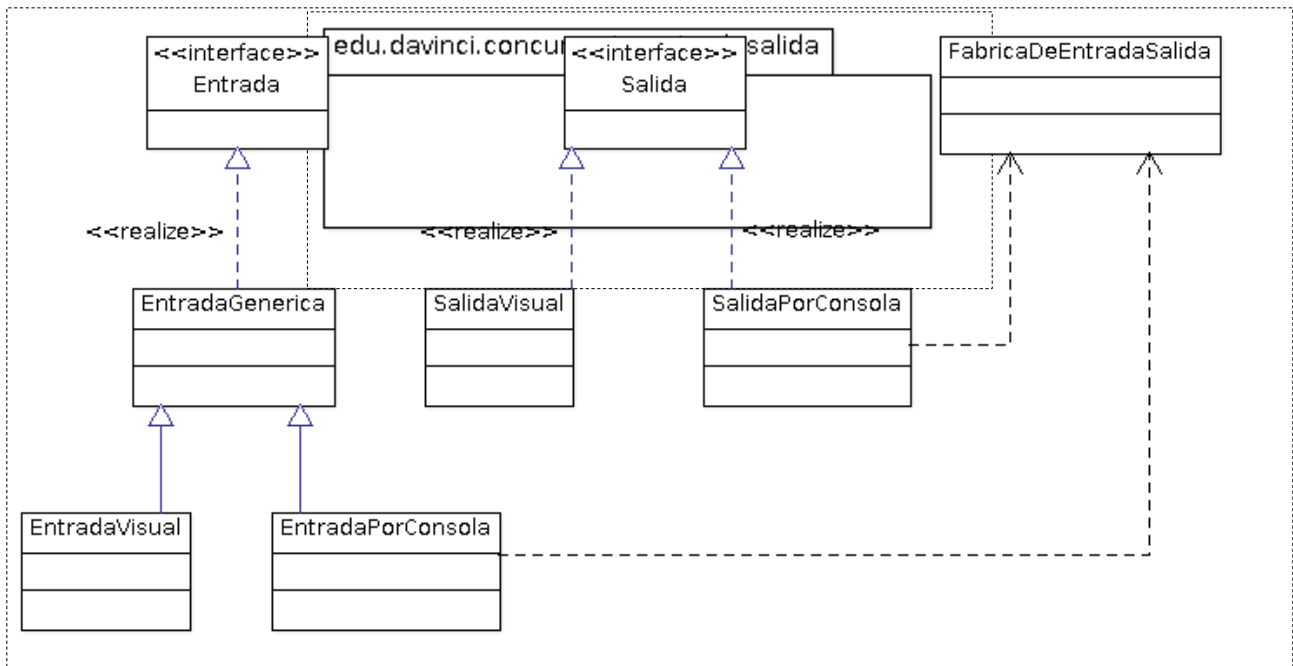 edu.davinci.concur salida
<<interface>>
Entrada
<<interface>>
Salida
FabricaDeEntradaSalida
<<realize>>
<<realize>>
<<realize>>
EntradaGenerica
SalidaVisual
SalidaPorConsola
EntradaVisual
EntradaPorConsola